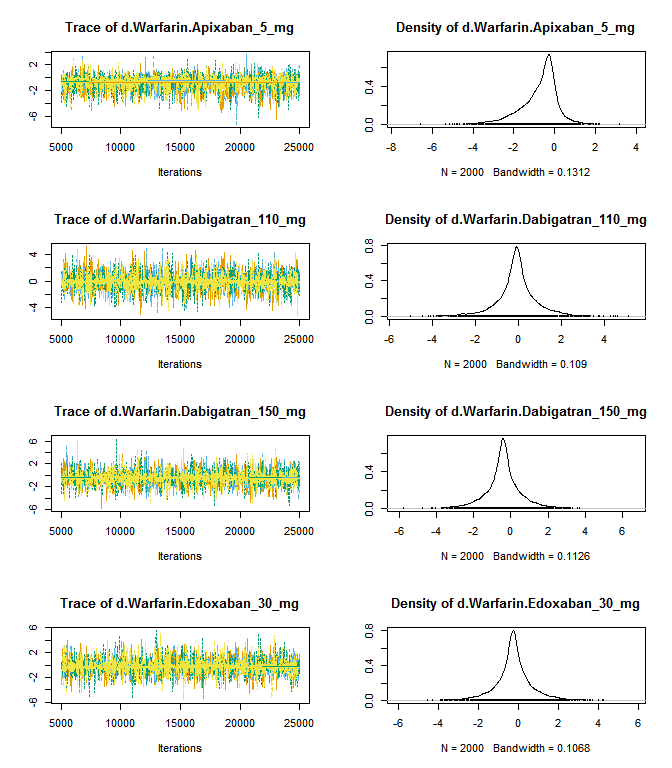 Trace of d.Warfarin.Apixaban_5_mg
2
-2
-6
5000 10000 15000 20000 25000
Iterations
Density of d.Warfarin.Apixaban_5_mg
0.4
0.0
-8 -6 -4 -2 0 2 4
N = 2000 Bandwidth = 0.1312
Trace of d.Warfarin.Dabigatran_110_mg
4
0
-4
5000 10000 15000 20000 25000
Iterations
Density of d.Warfarin.Dabigatran_110_mg
0.8
0.4
0.0
-6 -4 -2 0 2 4
N = 2000 Bandwidth = 0.109
Trace of d.Warfarin.Dabigatran_150_mg
6
2
-2
-6
5000 10000 15000 20000 25000
Iterations
Density of d.Warfarin.Dabigatran_150_mg
0.4
0.0
-6 -4 -2 0 2 4 6
N = 2000 Bandwidth = 0.1126
Trace of d.Warfarin.Edoxaban_30_mg
6
2
-2
-6
5000 10000 15000 20000 25000
Iterations
Density of d.Warfarin.Edoxaban_30_mg
0.8
0.4
0.0
-6 -4 -2 0 2 4 6
N = 2000 Bandwidth = 0.1068